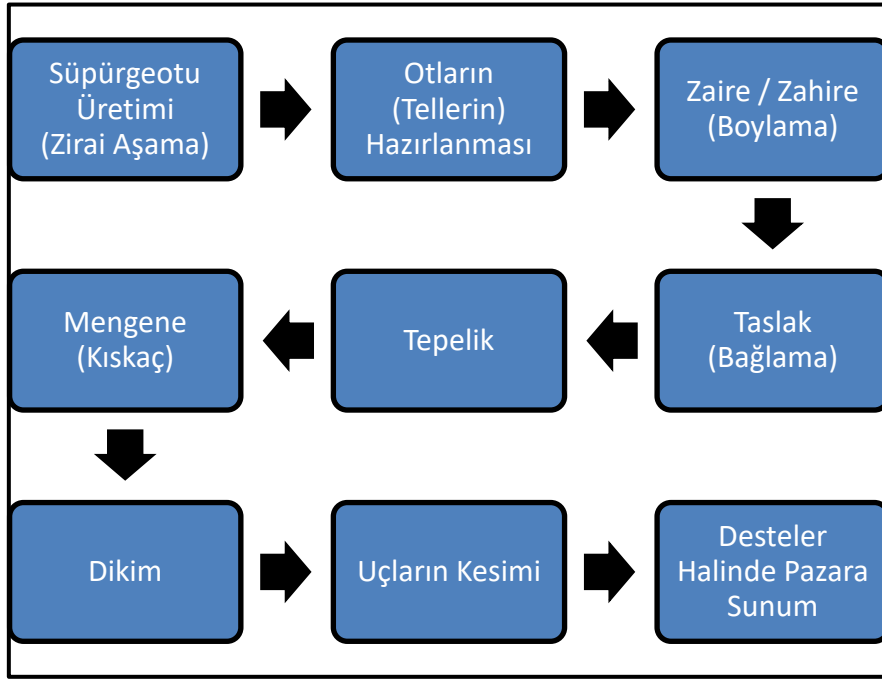 Süpürgeotu
Üretimi
(Zirai Aşama)
Otların
(Tellerin)
Hazırlanması
Zaire / Zahire
(Boylama)
Taslak
(Bağlama)
Tepelik
Mengene
(Kıskaç)
Dikim
Uçların Kesimi
Desteler
Halinde Pazara
Sunum